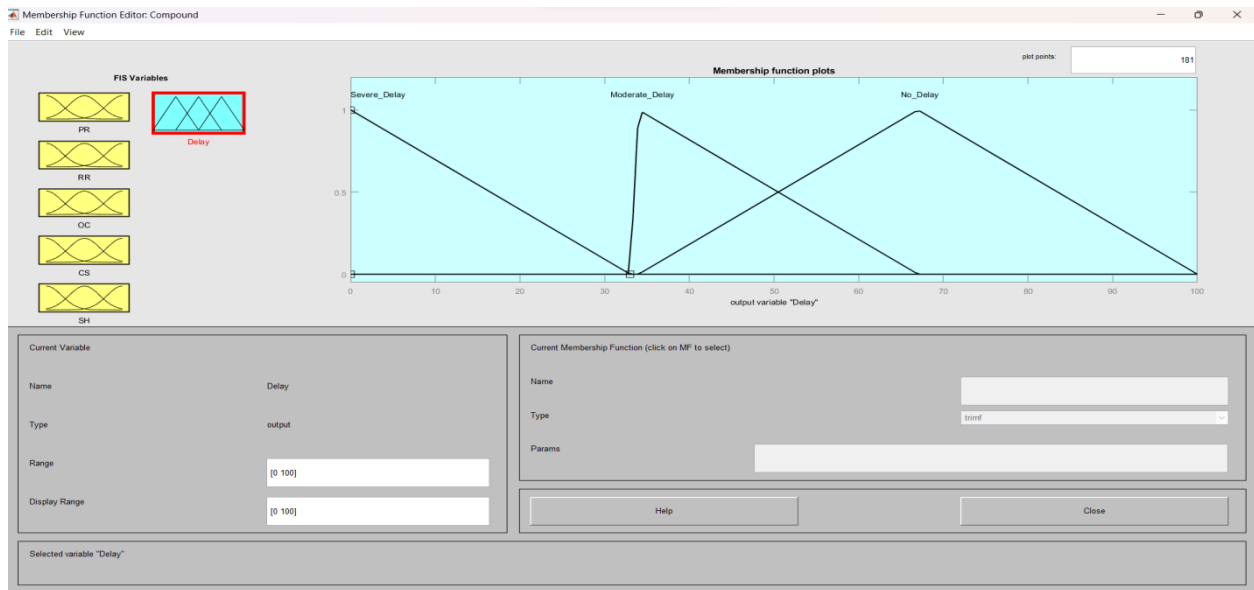 Membership Function Editor: Compound
File Edit View
FIS Variables
PR
RR
OC
CS
SH
Delay
plot points:
181
Membership function plots
Severe_Delay
Moderate_Delay
No_Delay
1
0.5
0
0 10 20 30 40 50 60 70 80 90 100
output variable "Delay"
Current Variable
Name Delay
Type output
Range [0 100]
Display Range [0 100]
Current Membership Function (click on MF to select)
Name
Type trimf
Params
Help Close
Selected variable "Delay"